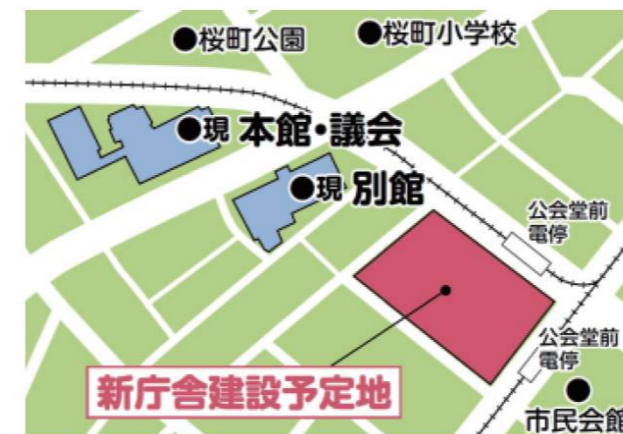 ●桜町公園
●桜町小学校
●現 本館・議会
●現 別館
公会堂前
電停
公会堂前
電停
新庁舎建設予定地
市民会館